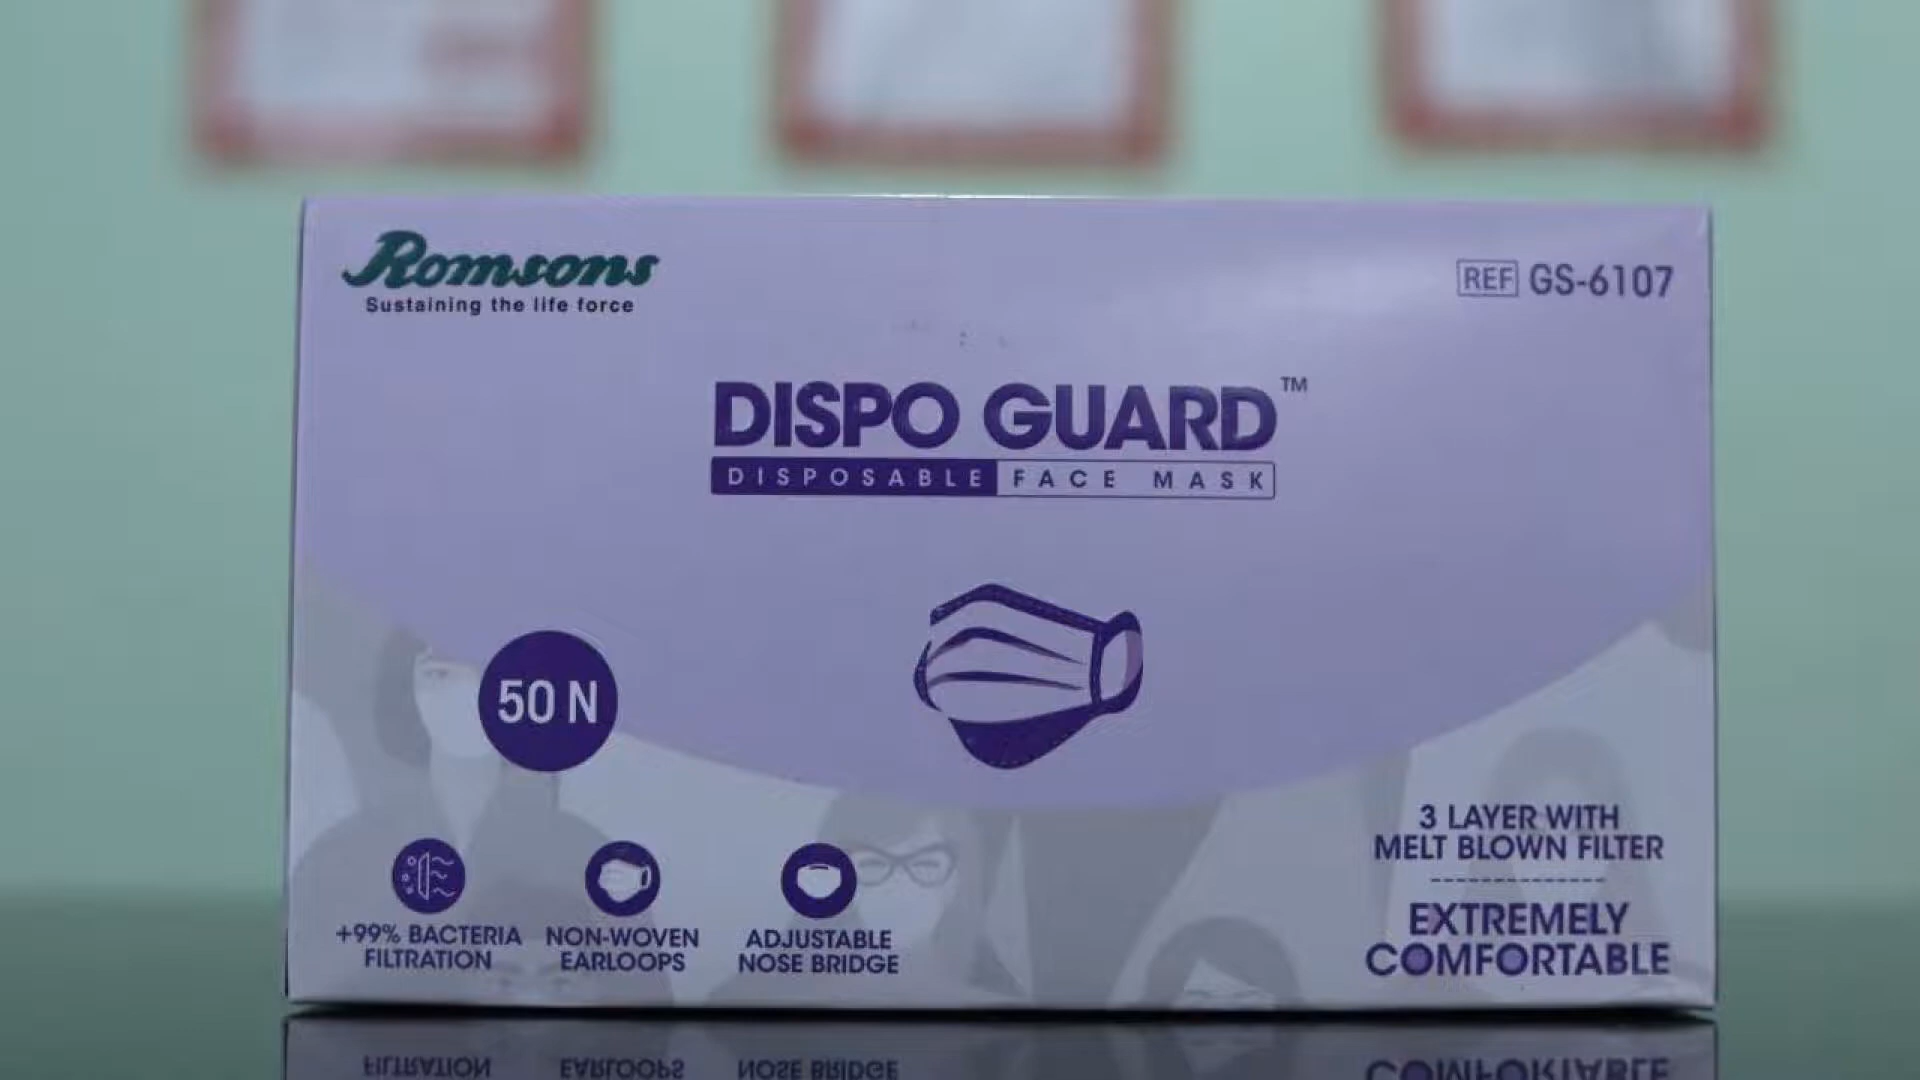 Romsons
Sustaining the life force
REF GS-6107
DISPO GUARD™
DISPOSABLE FACE MASK
50 N
+99% BACTERIA
FILTRATION
NON-WOVEN
EARLOOPS
ADJUSTABLE
NOSE BRIDGE
3 LAYER WITH
MELT BLOWN FILTER
EXTREMELY
COMFORTABLE